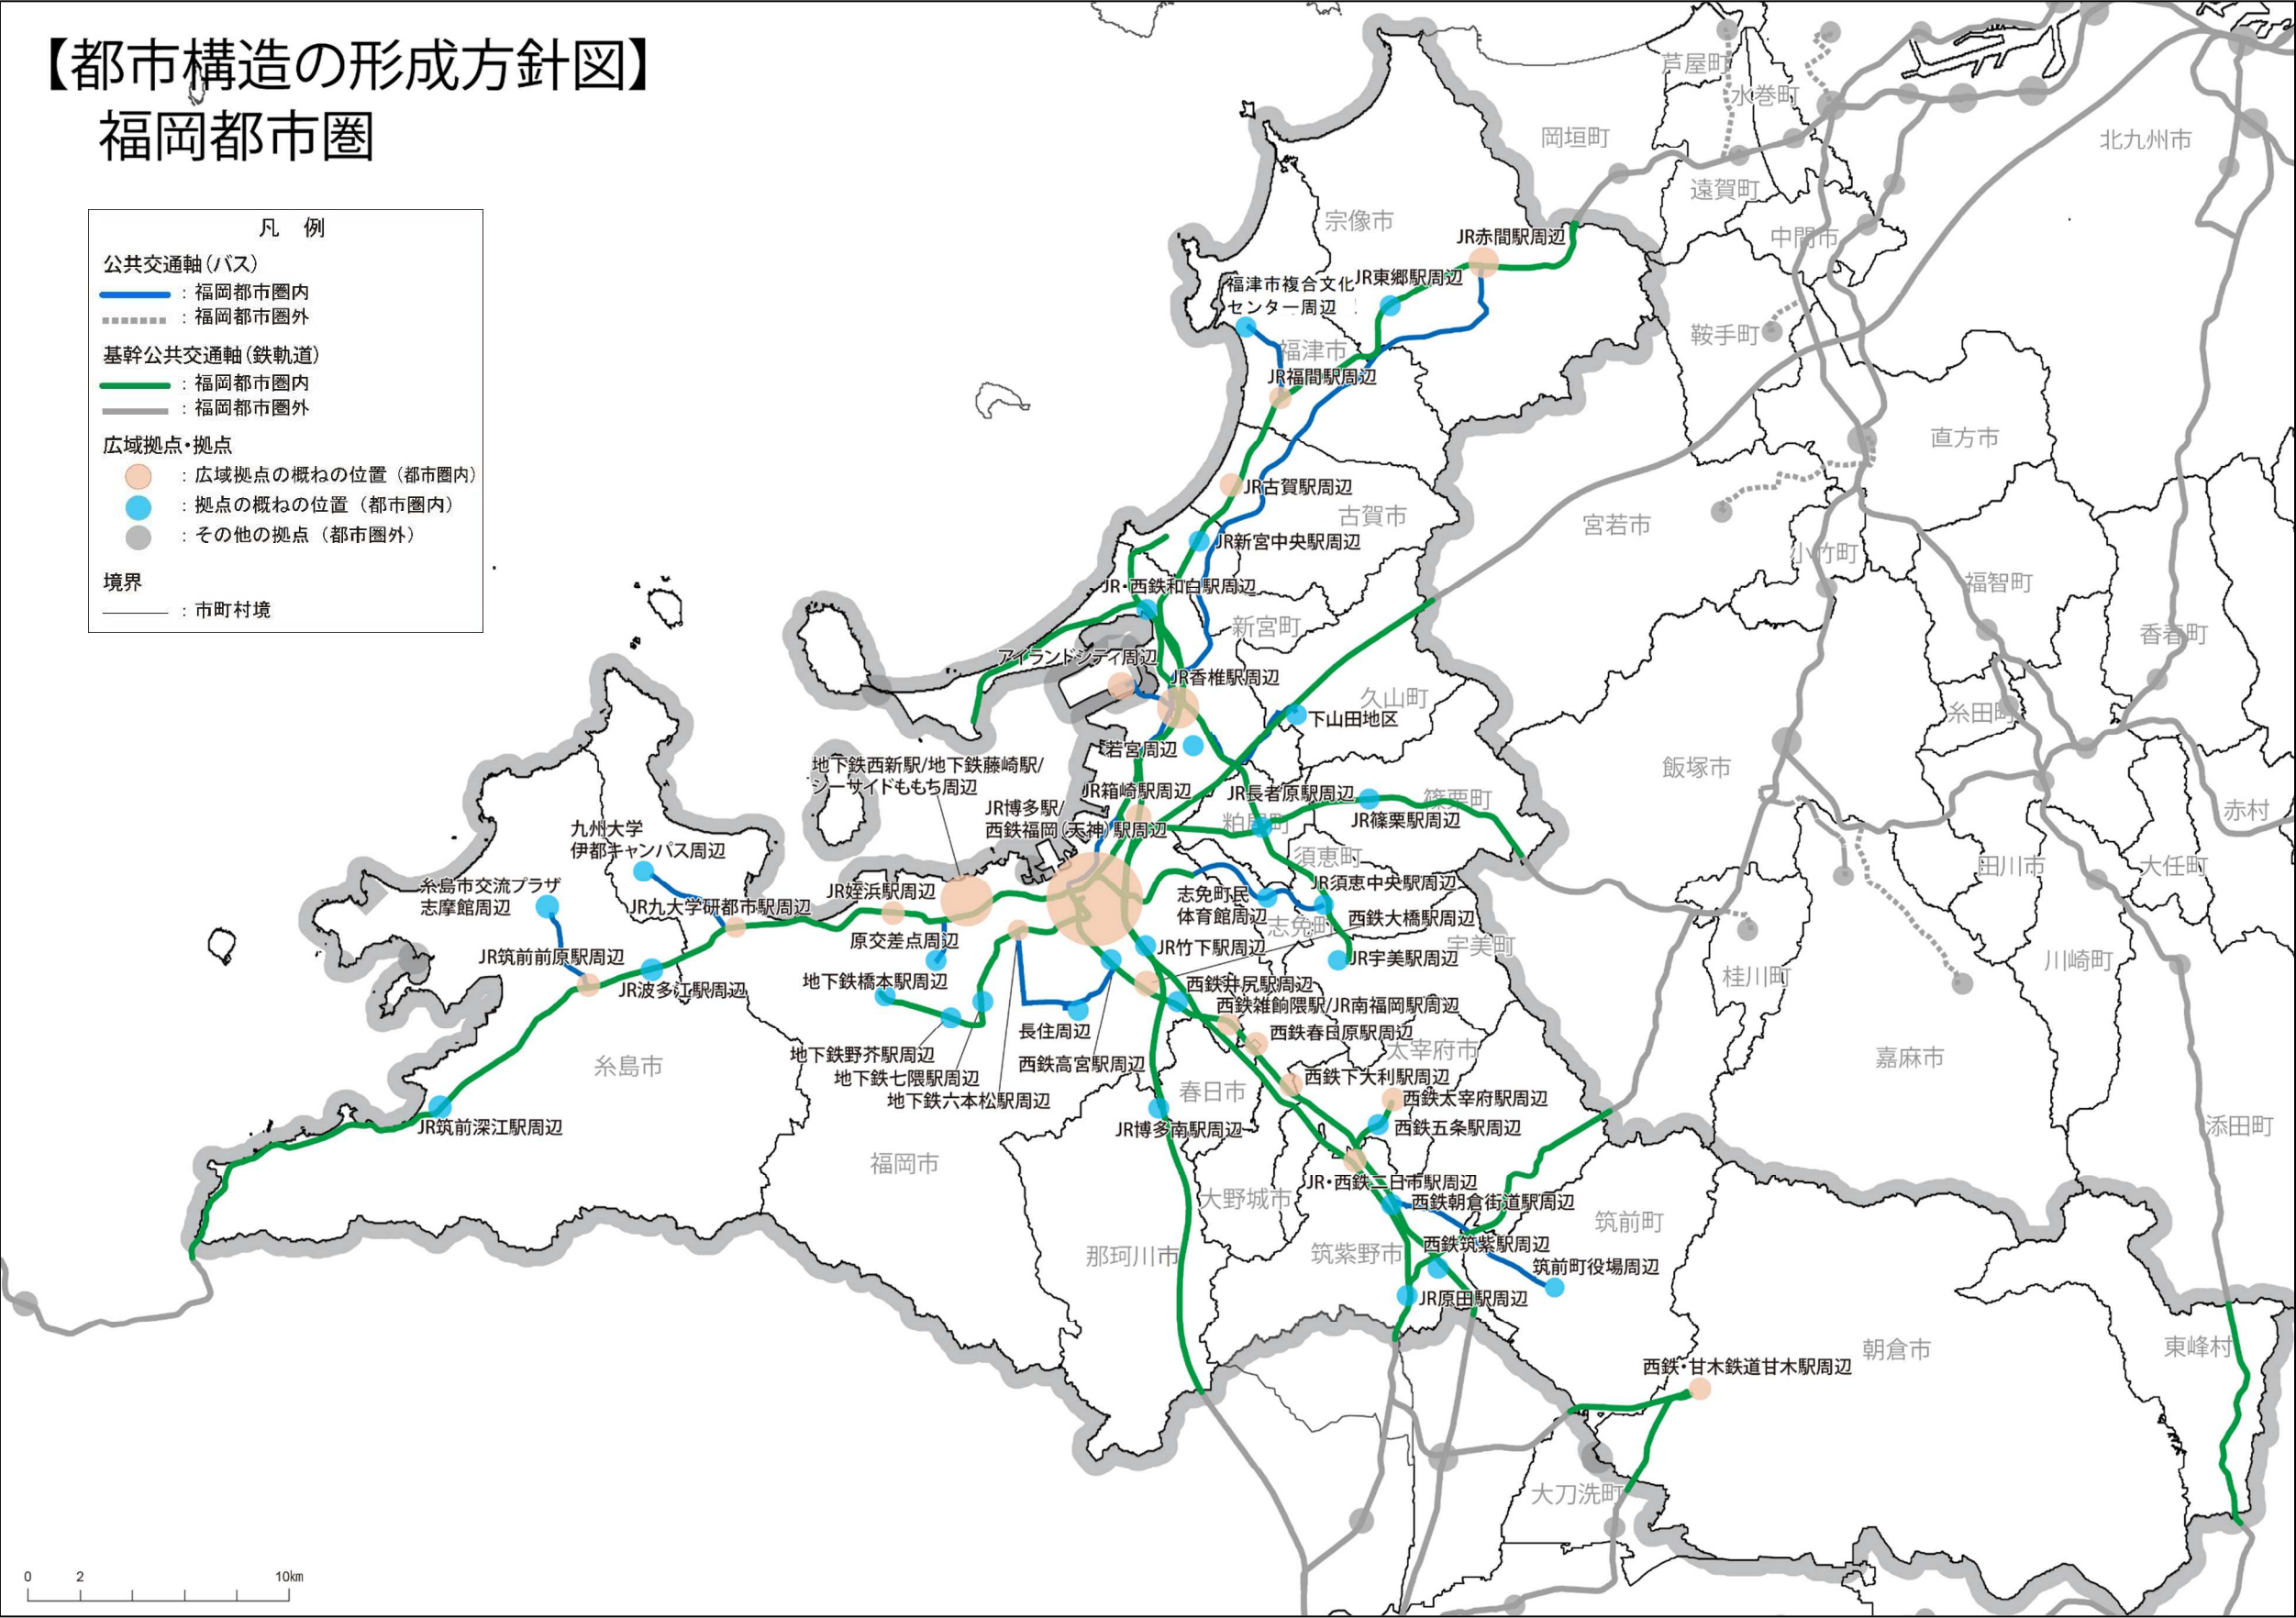 【都市構造の形成方針図】
福岡都市圏
凡 例
公共交通軸(バス)
：福岡都市圏内
：福岡都市圏外
基幹公共交通軸(鉄軌道)
：福岡都市圏内
：福岡都市圏外
広域拠点・拠点
：広域拠点の概ねの位置（都市圏内）
：拠点の概ねの位置（都市圏内）
：その他の拠点（都市圏外）
境界
：市町村境
芦屋町
水巻町
岡垣町
北九州市
遠賀町
宗像市
中間市
JR赤間駅周辺
JR東郷駅周辺
福津市複合文化
センター周辺
鞍手町
福津市
JR福間駅周辺
直方市
JR古賀駅周辺
古賀市
宮若市
JR新宮中央駅周辺
小竹町
福智町
JR・西鉄和白駅周辺
新宮町
香春町
アイランドシティ周辺
JR香椎駅周辺
久山町
糸田町
下山田地区
若宮周辺
飯塚市
地下鉄西新駅/地下鉄藤崎駅/
シーサイドももち周辺
JR箱崎駅周辺
JR長者原駅周辺
篠栗町
赤村
JR博多駅/
西鉄福岡(天神)駅周辺
粕屋町
JR篠栗駅周辺
九州大学
伊都キャンパス周辺
須恵町
田川市
大任町
糸島市交流プラザ
志摩館周辺
JR姪浜駅周辺
志免町民
体育館周辺
JR須恵中央駅周辺
JR九大学研都市駅周辺
西鉄大橋駅周辺
志免町
原交差点周辺
JR竹下駅周辺
宇美町
JR宇美駅周辺
JR筑前前原駅周辺
川崎町
桂川町
地下鉄橋本駅周辺
JR波多江駅周辺
西鉄井尻駅周辺
西鉄雑餉隈駅/JR南福岡駅周辺
長住周辺
西鉄春日原駅周辺
太宰府市
地下鉄野芥駅周辺
西鉄高宮駅周辺
嘉麻市
糸島市
地下鉄七隈駅周辺
西鉄下大利駅周辺
地下鉄六本松駅周辺
春日市
西鉄太宰府駅周辺
JR筑前深江駅周辺
JR博多南駅周辺
西鉄五条駅周辺
添田町
福岡市
JR・西鉄二日市駅周辺
大野城市
西鉄朝倉街道駅周辺
筑前町
那珂川市
筑紫野市
西鉄筑紫駅周辺
筑前町役場周辺
JR原田駅周辺
朝倉市
東峰村
西鉄・甘木鉄道甘木駅周辺
大刀洗町
0 2 10km